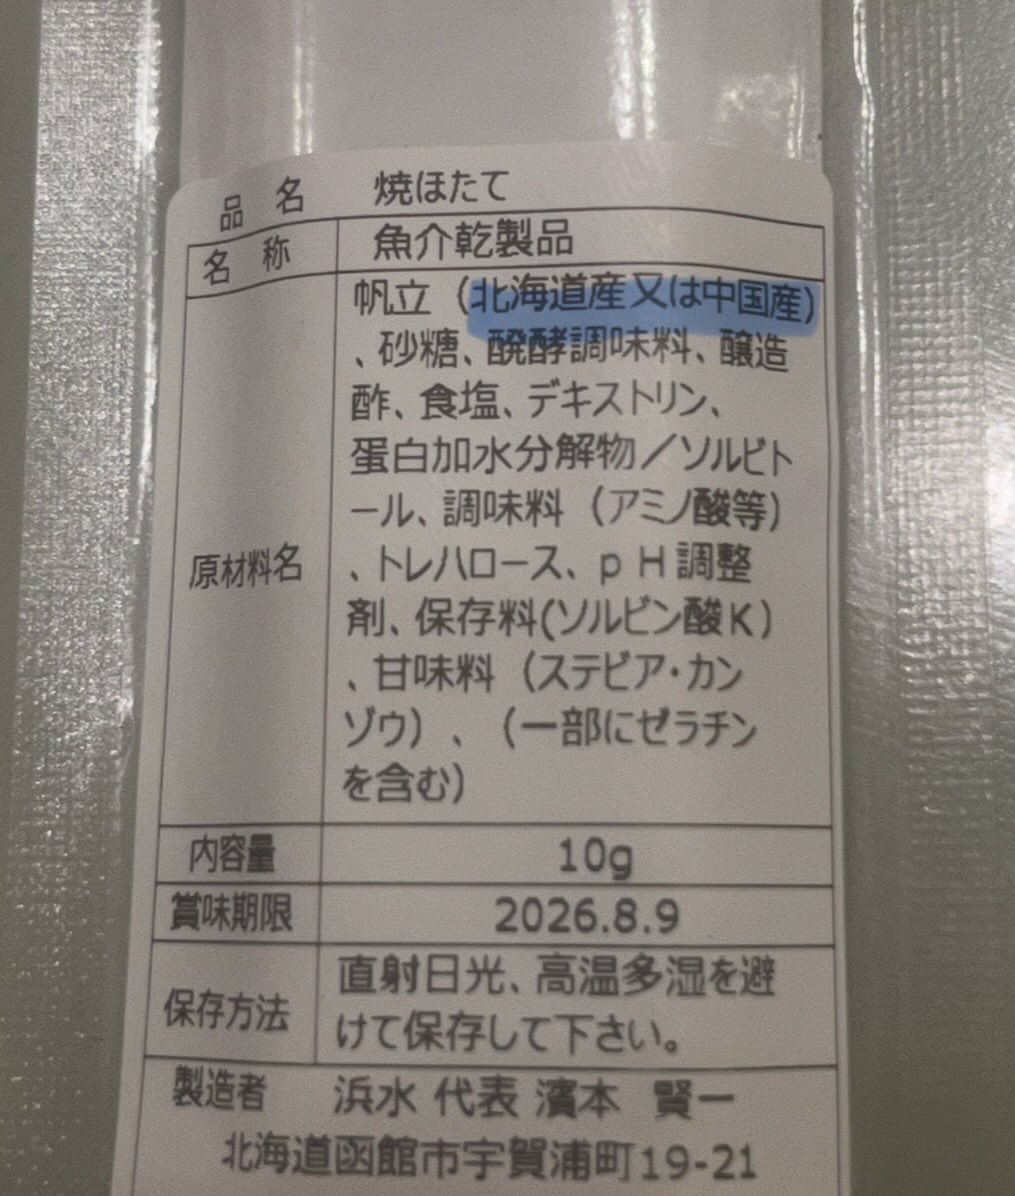 品 名 焼ほたて
名 称 魚介乾製品
帆立（北海道産又は中国産）
、砂糖、醗酵調味料、醸造
酢、食塩、デキストリン、
蛋白加水分解物／ソルビト
ール、調味料（アミノ酸等）
原材料名 、トレハロース、ｐＨ調整
剤、保存料(ソルビン酸K）
、甘味料（ステビア・カン
ゾウ）、（一部にゼラチン
を含む）
内容量 10g
賞味期限 2026.8.9
直射日光、高温多湿を避
保存方法 けて保存して下さい。
製造者 浜水 代表 濱本 賢一
北海道函館市宇賀浦町19-21